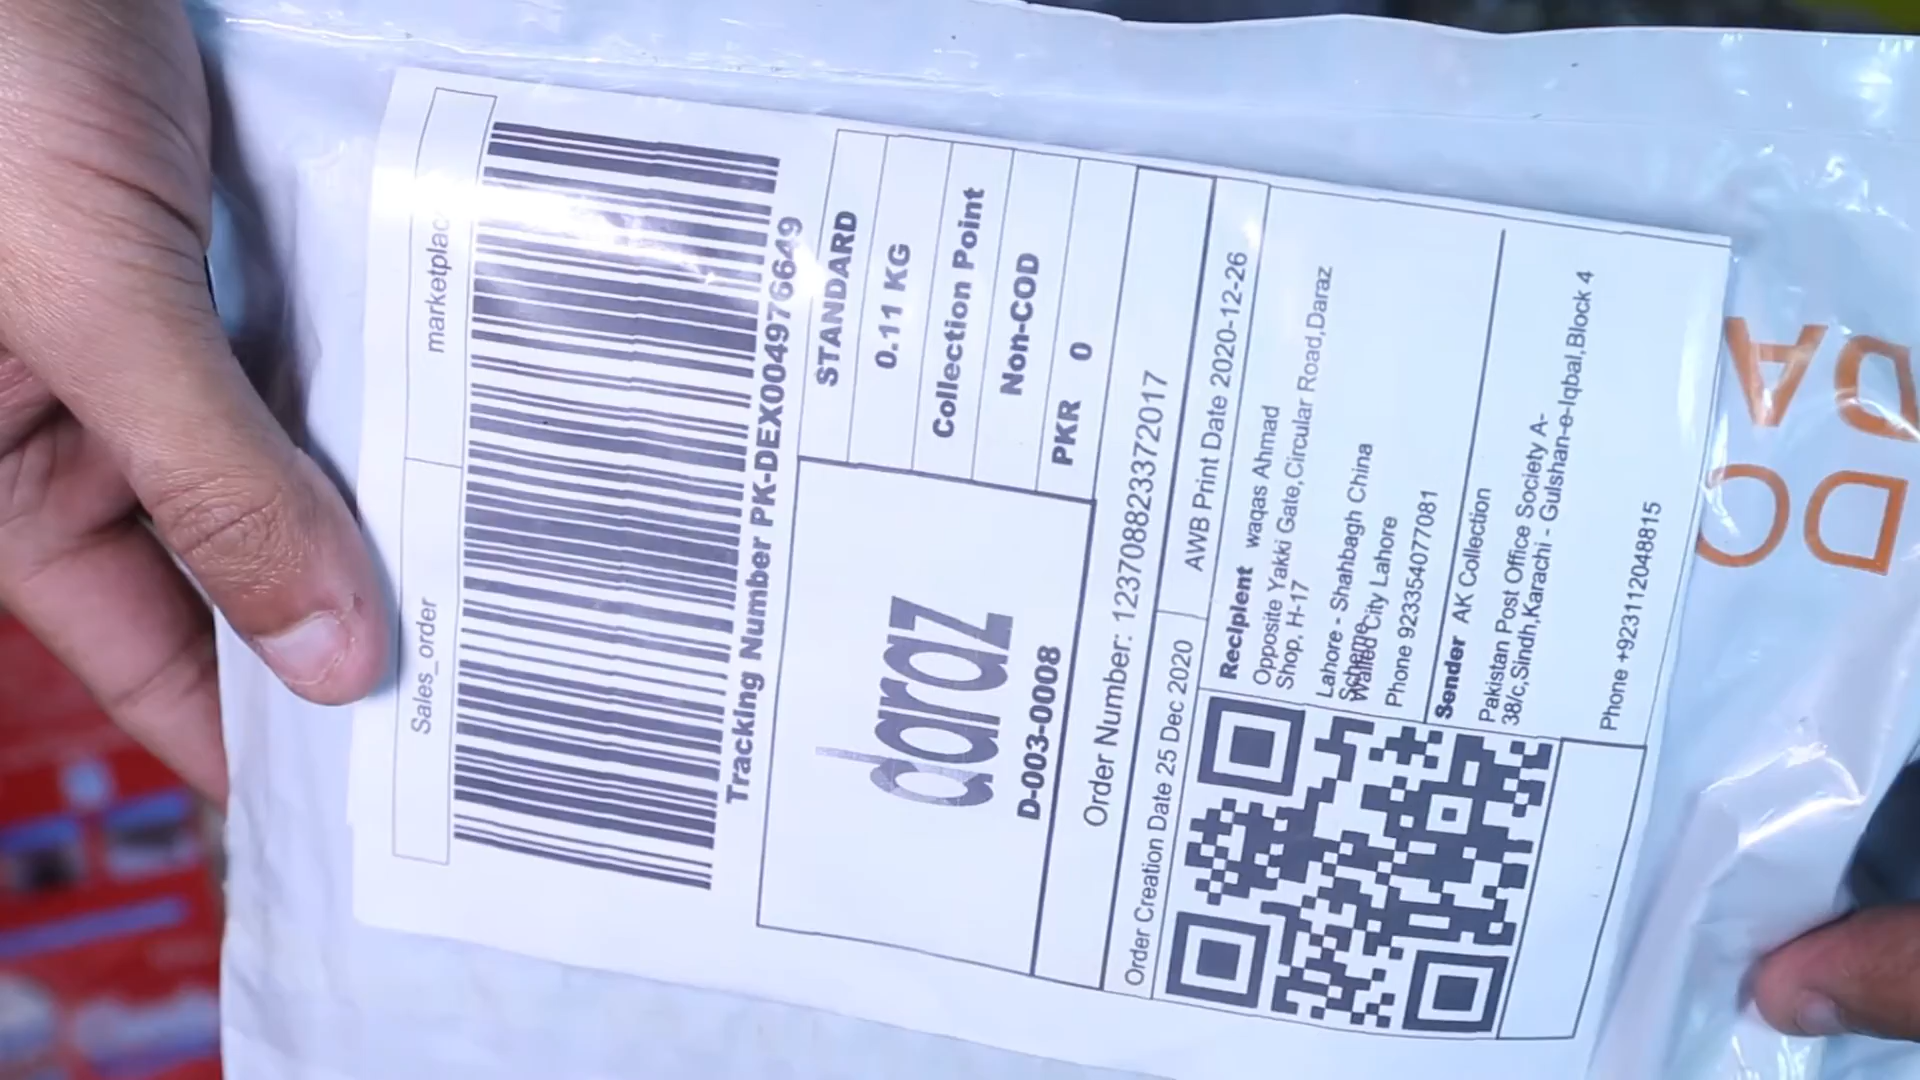 Sales_order marketplac
Tracking Number PK-DEX004976649
daraz
D-003-0008
STANDARD
0.11 KG
Collection Point
Non-COD
PKR 0
Order Number: 123708823372017
Order Creation Date 25 Dec 2020
AWB Print Date 2020-12-26
Recipient waqas Ahmad
Opposite Yakki Gate,Circular Road,Daraz
Shop, H-17
Lahore - Shahbagh China
Scheme
Walled City Lahore
Phone 923354077081
Sender AK Collection
Pakistan Post Office Society A-
38/c,Sindh,Karachi - Gulshan-e-Iqbal,Block 4
Phone +923112048815
DO
DA